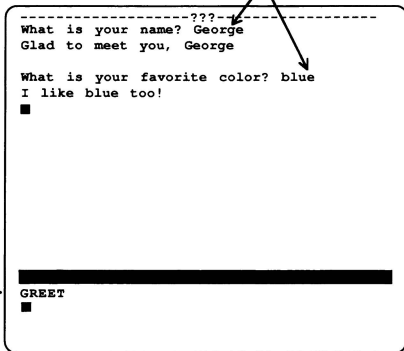 ???
What is your name? George
Glad to meet you, George
What is your favorite color? blue
I like blue too!
GREET